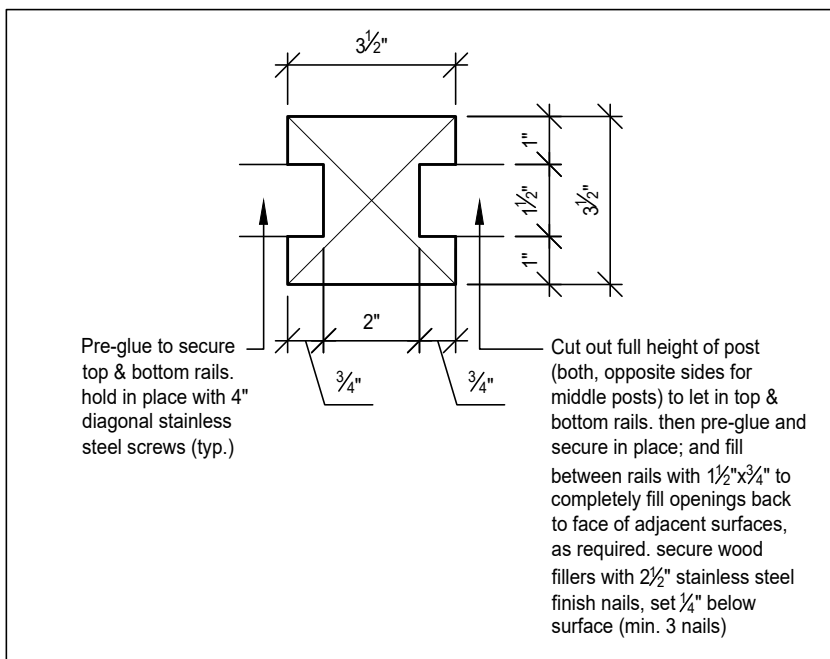 3½"
1"
1½"
3½"
1"
2"
¾"
¾"
Pre-glue to secure
top & bottom rails.
hold in place with 4"
diagonal stainless
steel screws (typ.)
Cut out full height of post
(both, opposite sides for
middle posts) to let in top &
bottom rails. then pre-glue and
secure in place; and fill
between rails with 1½"x¾" to
completely fill openings back
to face of adjacent surfaces,
as required. secure wood
fillers with 2½" stainless steel
finish nails, set ¼" below
surface (min. 3 nails)